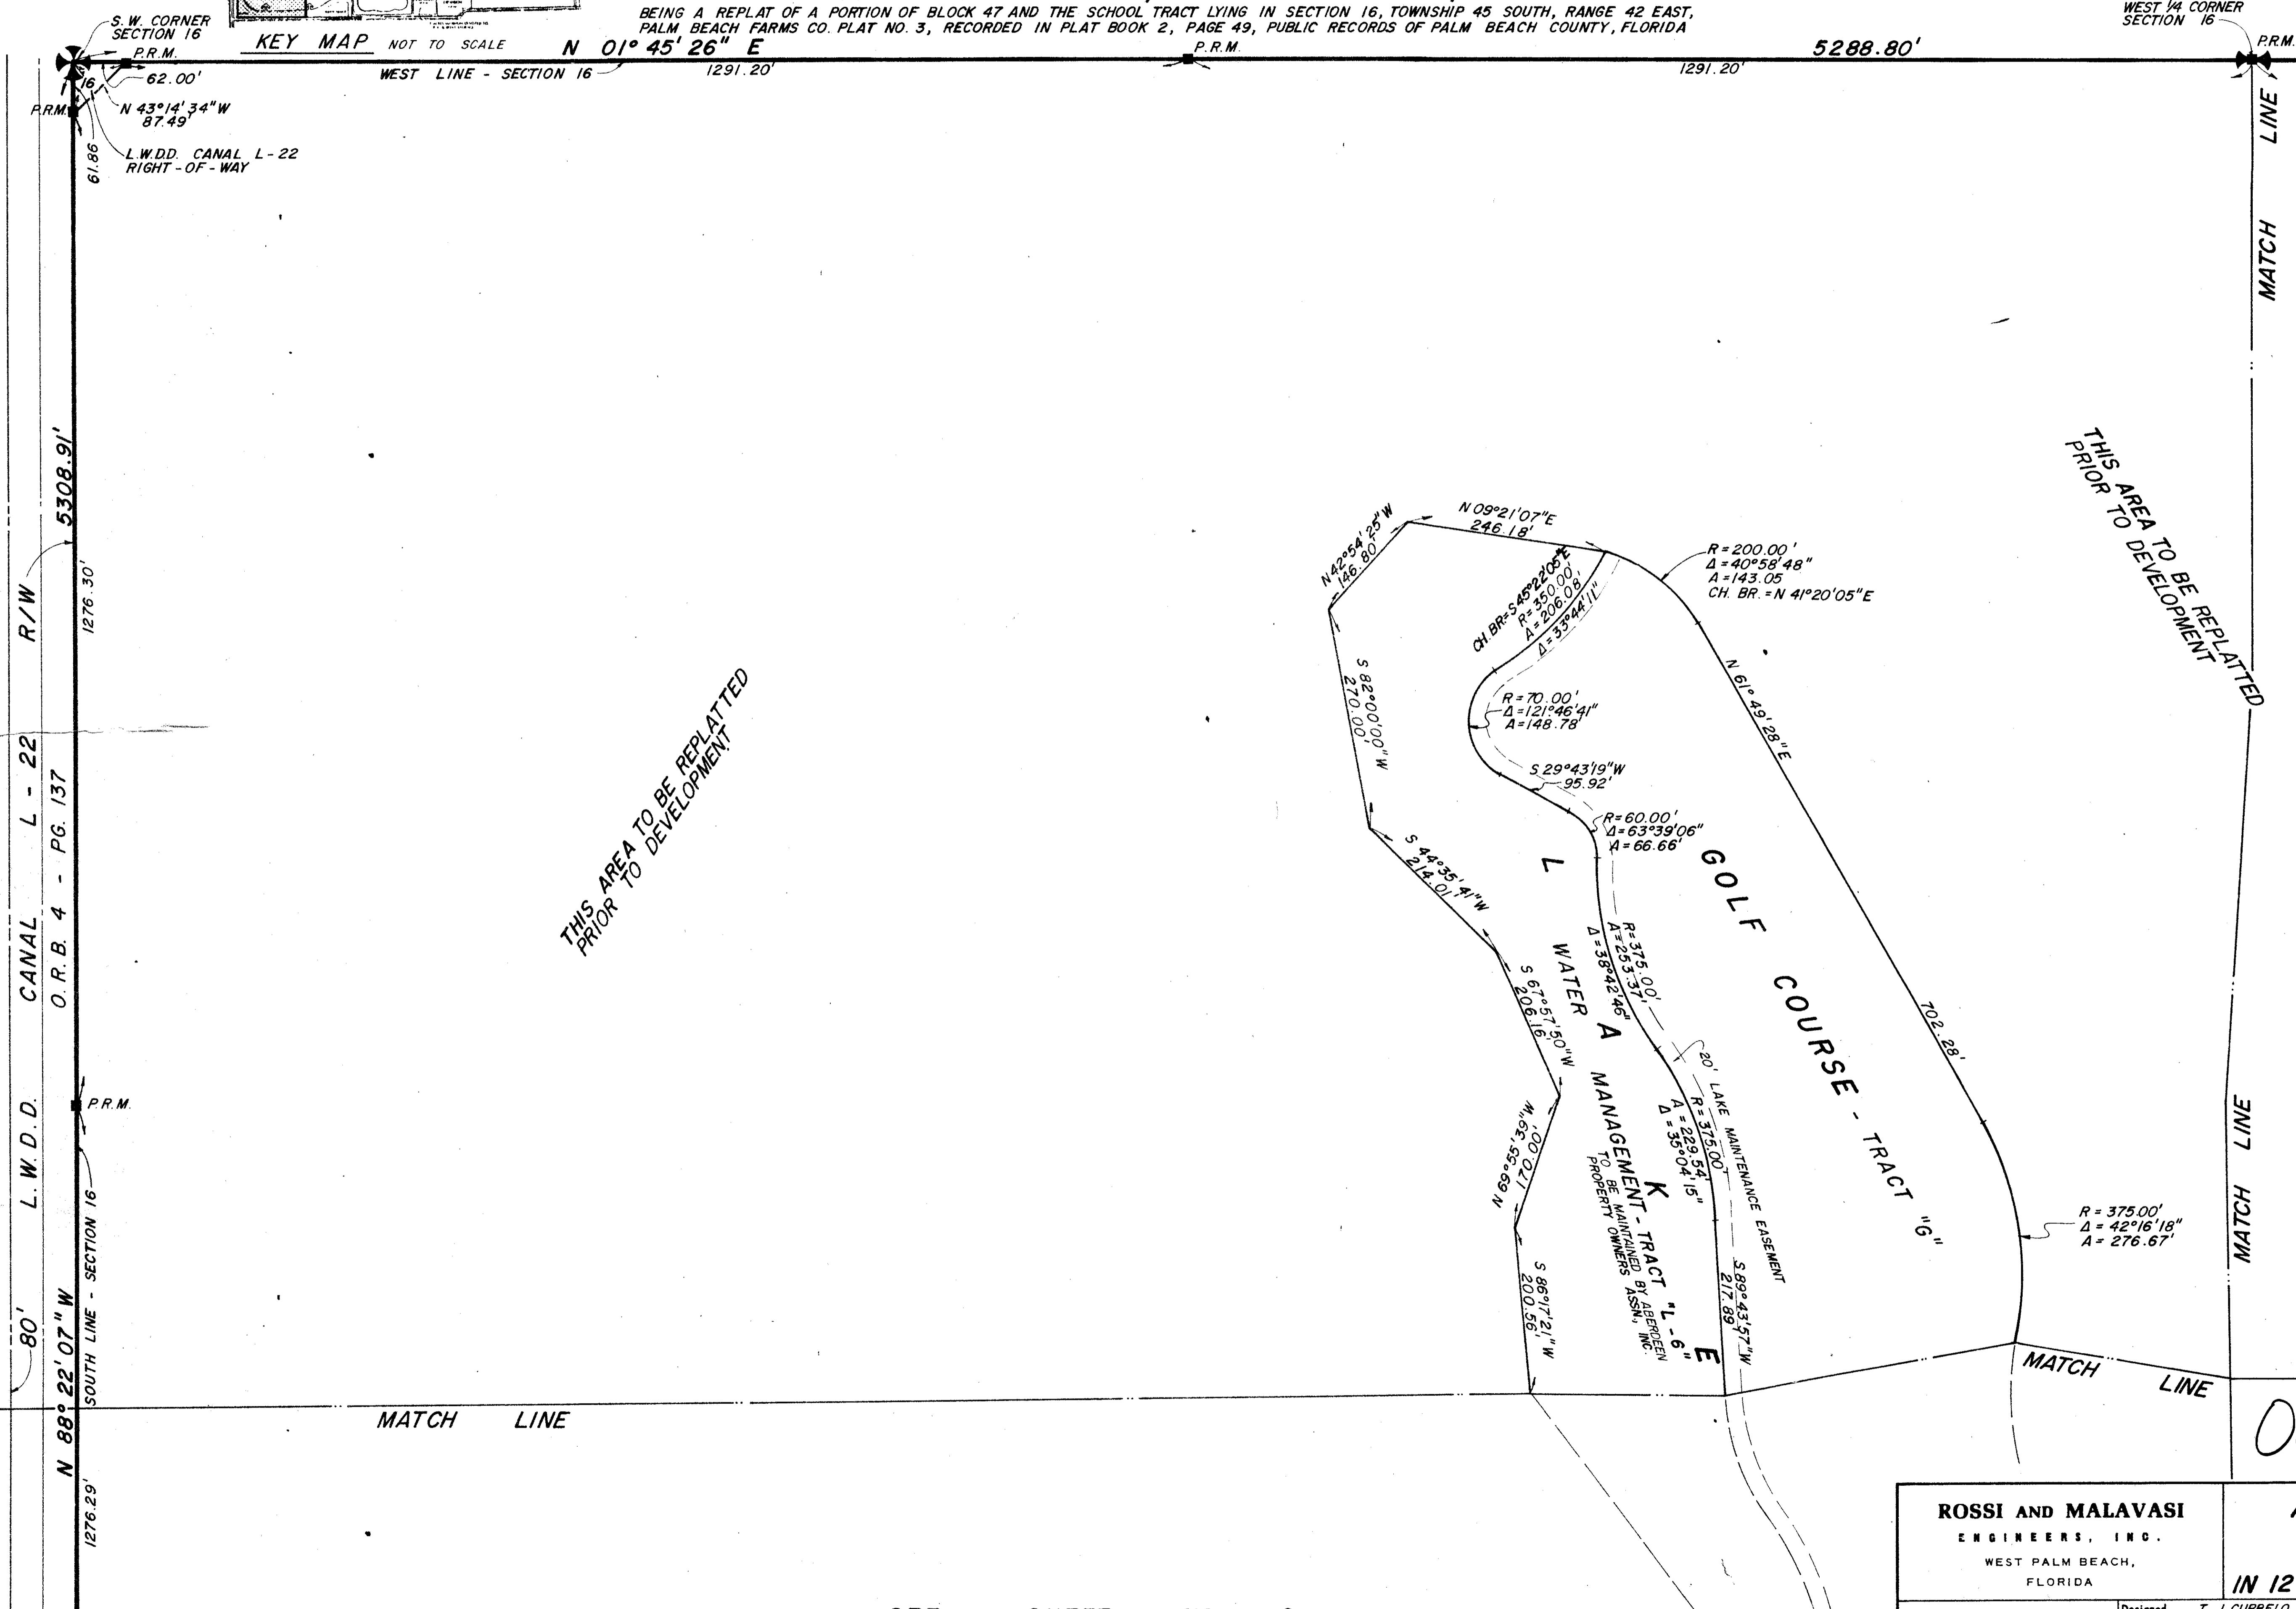 BEING A REPLAT OF A PORTION OF BLOCK 47 AND THE SCHOOL TRACT LYING IN SECTION 16, TOWNSHIP 45 SOUTH, RANGE 42 EAST,
PALM BEACH FARMS CO. PLAT NO. 3, RECORDED IN PLAT BOOK 2, PAGE 49, PUBLIC RECORDS OF PALM BEACH COUNTY, FLORIDA
S.W. CORNER
SECTION 16
KEY MAP NOT TO SCALE
N 01° 45' 26" E
P.R.M.
5288.80'
WEST 1/4 CORNER
SECTION 16
P.R.M.
P.R.M.
62.00'
16
WEST LINE - SECTION 16
1291.20'
1291.20'
P.R.M.
N 43°14'34"W
87.49'
61.86
L.W.D.D. CANAL L-22
RIGHT-OF-WAY
MATCH LINE
5308.91'
1276.30'
80' L.W.D.D. CANAL L - 22 R/W
O.R.B. 4 - PG. 137
P.R.M.
N 88° 22' 07" W
SOUTH LINE - SECTION 16
1276.29'
THIS AREA TO BE REPLATTED
PRIOR TO DEVELOPMENT
THIS AREA TO BE REPLATTED
PRIOR TO DEVELOPMENT
N 09°21'07"E
246.18'
N 42°54'25"W
146.80'
CH. BR.= S 45°22'05"E
R = 350.00'
A = 206.08'
Δ = 33°44'11"
R = 200.00'
Δ = 40°58'48"
A = 143.05
CH. BR. = N 41°20'05"E
S 82°00'00"W
270.00'
R = 70.00'
Δ = 121°46'41"
A = 148.78'
N 61°49'28"E
702.28'
S 29°43'19"W
95.92'
R = 60.00'
Δ = 63°39'06"
A = 66.66'
S 44°35'41"W
214.01'
R = 375.00'
A = 253.37'
Δ = 38°42'46"
S 67°57'50"W
206.16'
GOLF COURSE - TRACT "G"
L A K E
WATER MANAGEMENT - TRACT "L-6"
TO BE MAINTAINED BY ABERDEEN
PROPERTY OWNERS ASSN., INC.
20' LAKE MAINTENANCE EASEMENT
R = 375.00'
A = 229.54'
Δ = 35°04'15"
N 69°55'39"W
170.00'
S 86°17'21"W
200.56'
S 89°43'57"W
217.89'
R = 375.00'
Δ = 42°16'18"
A = 276.67'
MATCH LINE
MATCH LINE
MATCH LINE
ROSSI AND MALAVASI
ENGINEERS, INC.
WEST PALM BEACH,
FLORIDA
IN 12
Designed